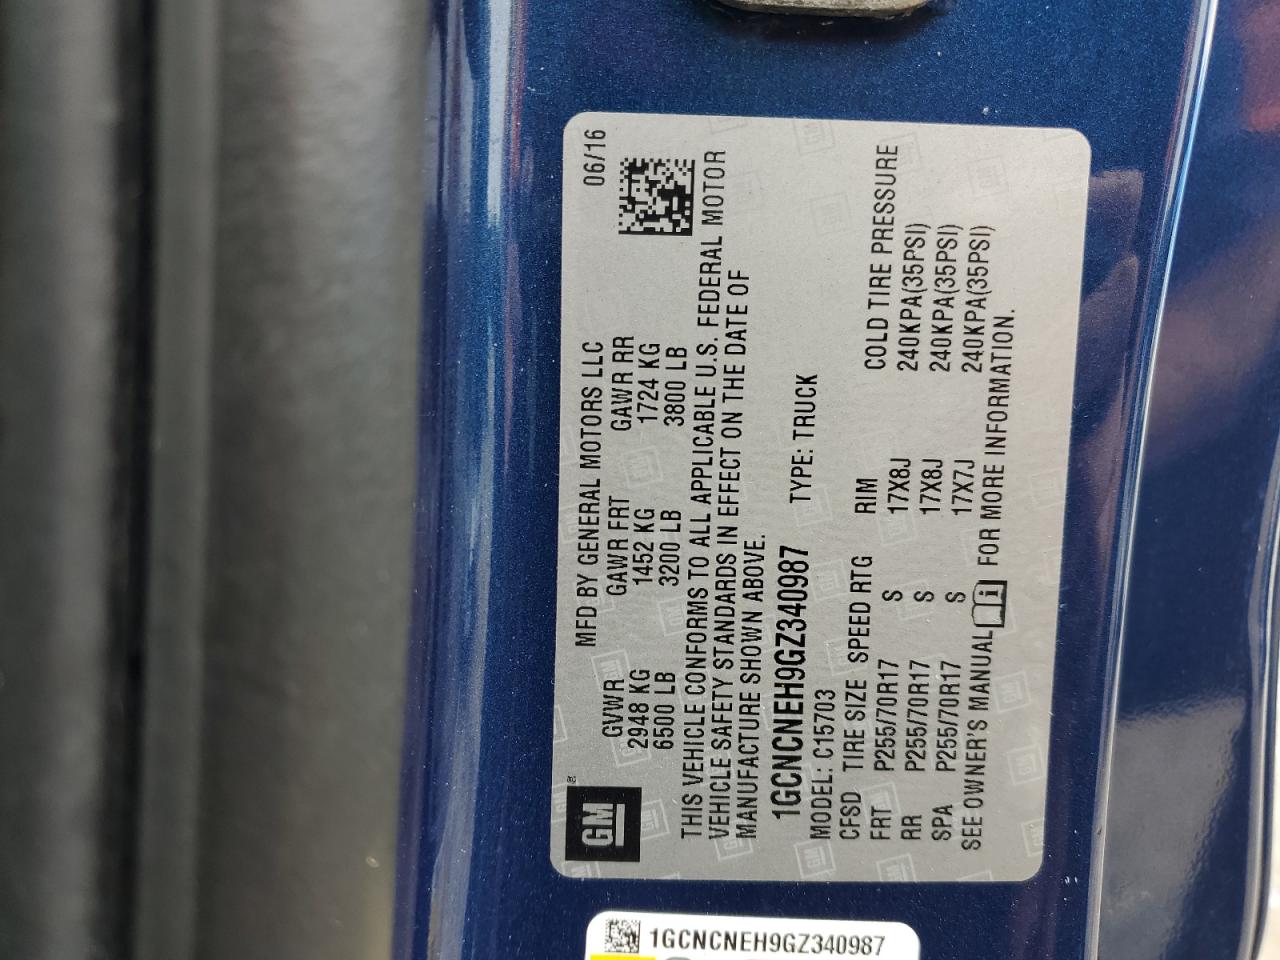 GM ®
MFD BY GENERAL MOTORS LLC 06/16
GVWR GAWR FRT GAWR RR
2948 KG 1452 KG 1724 KG
6500 LB 3200 LB 3800 LB
THIS VEHICLE CONFORMS TO ALL APPLICABLE U.S. FEDERAL MOTOR
VEHICLE SAFETY STANDARDS IN EFFECT ON THE DATE OF
MANUFACTURE SHOWN ABOVE.
1GCNCNEH9GZ340987 TYPE: TRUCK
MODEL: C15703
CFSD TIRE SIZE SPEED RTG RIM COLD TIRE PRESSURE
FRT P255/70R17 S 17X8J 240KPA(35PSI)
RR P255/70R17 S 17X8J 240KPA(35PSI)
SPA P255/70R17 S 17X7J 240KPA(35PSI)
SEE OWNER'S MANUAL i FOR MORE INFORMATION.
1GCNCNEH9GZ340987